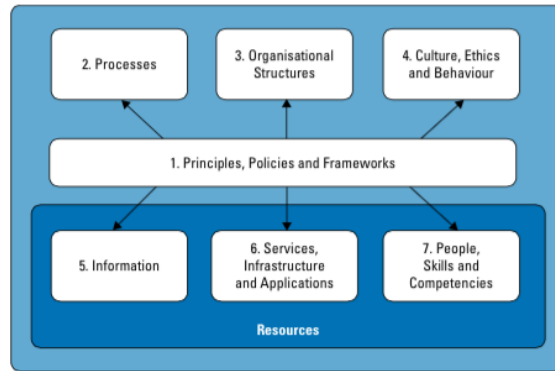 2. Processes
3. Organisational
Structures
4. Culture, Ethics
and Behaviour
1. Principles, Policies and Frameworks
5. Information
6. Services,
Infrastructure
and Applications
7. People,
Skills and
Competencies
Resources